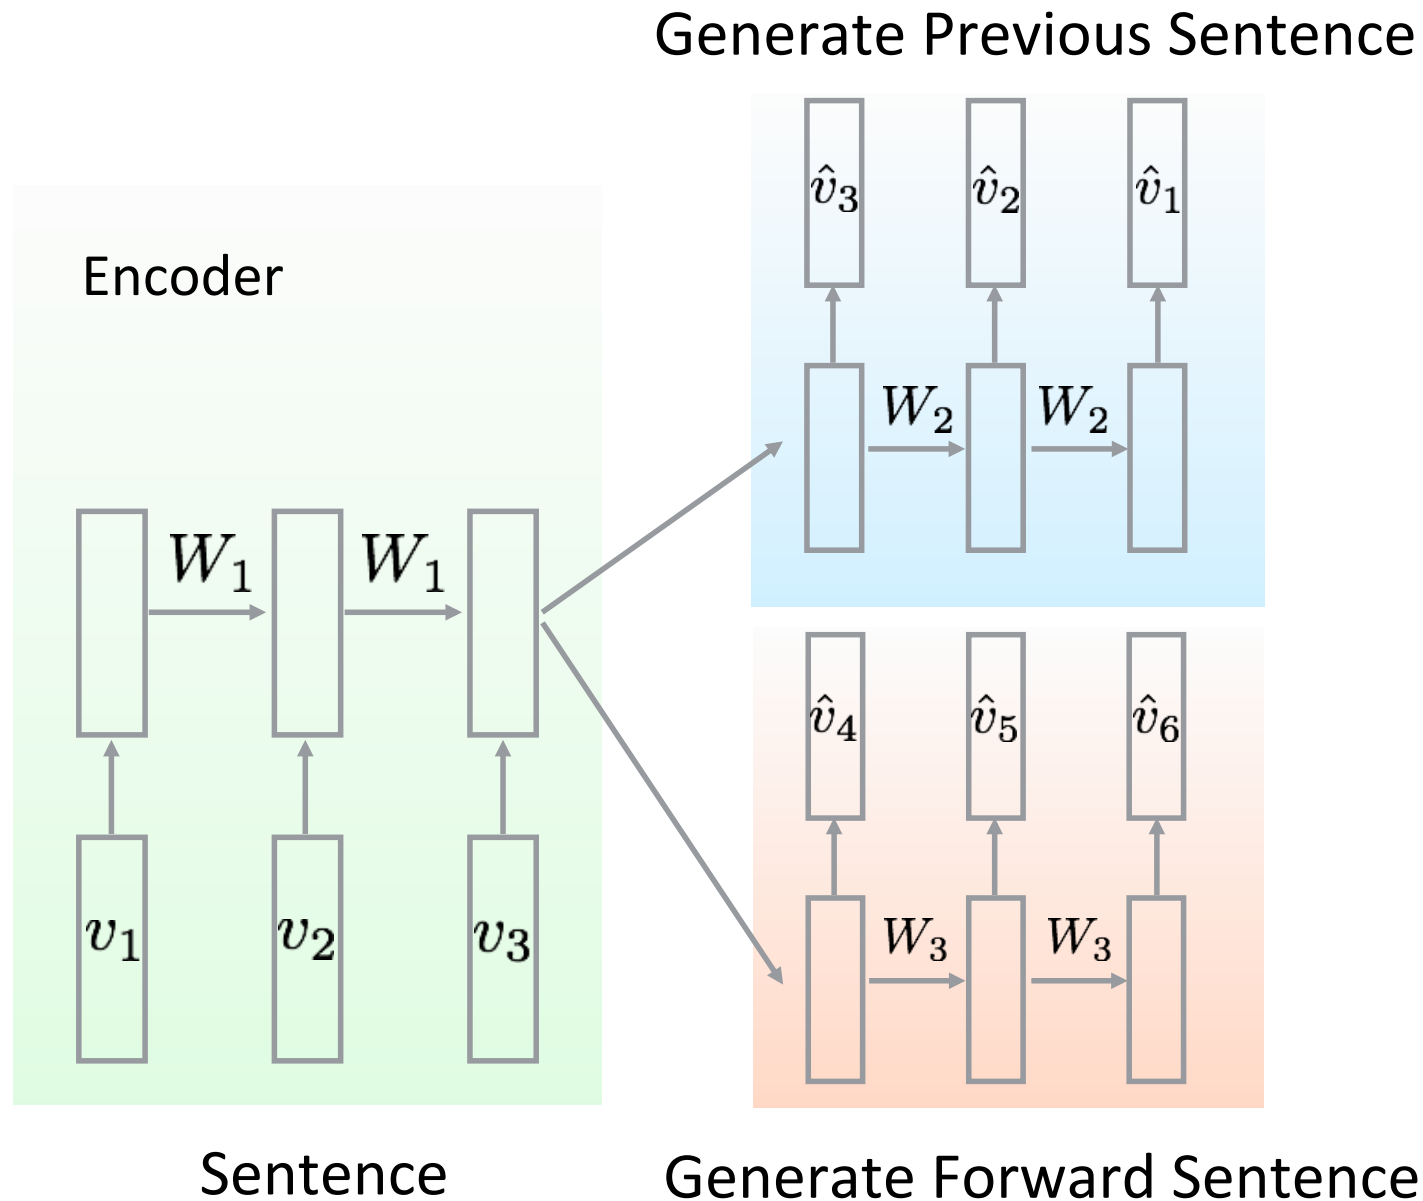 Generate Previous Sentence
v̂₃ v̂₂ v̂₁
Encoder
W₂ W₂
W₁ W₁
v̂₄ v̂₅ v̂₆
v₁ v₂ v₃
W₃ W₃
Sentence
Generate Forward Sentence